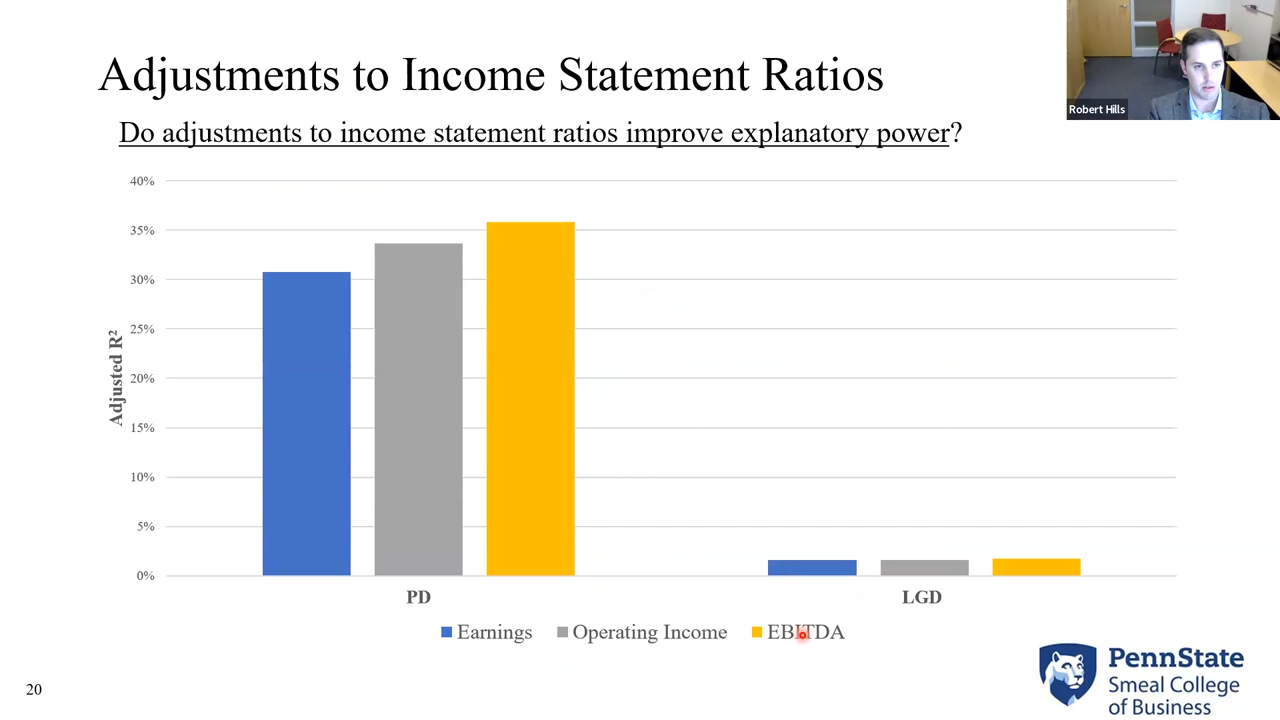 Adjustments to Income Statement Ratios
Robert Hills
Do adjustments to income statement ratios improve explanatory power?
40%
35%
30%
25%
20%
15%
10%
5%
0%
Adjusted R²
PD
LGD
Earnings
Operating Income
EBITDA
PennState
Smeal College
of Business
20